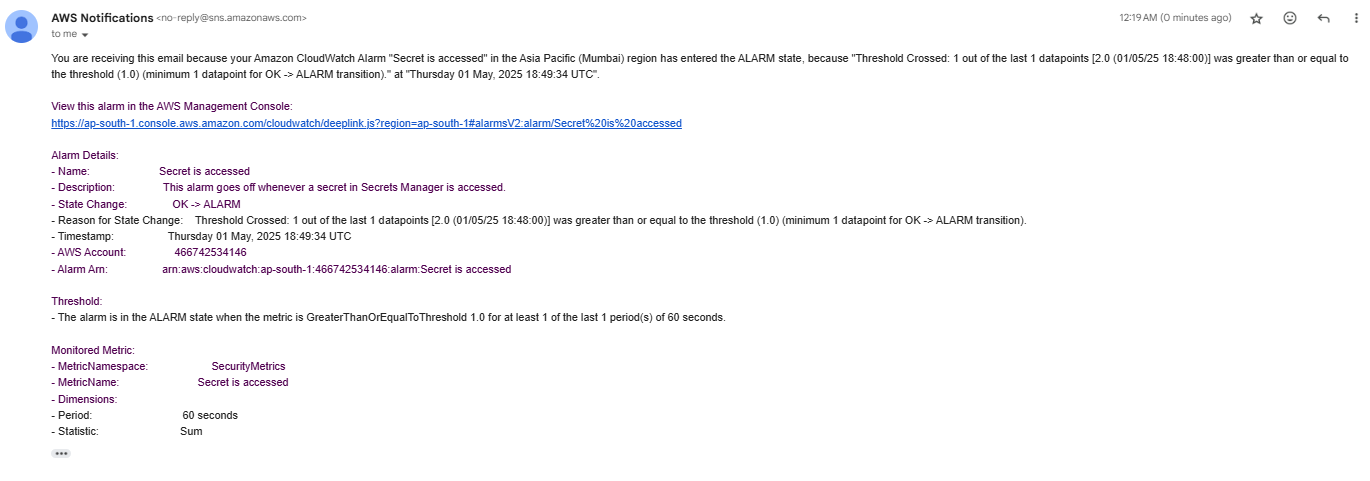 AWS Notifications <no-reply@sns.amazonaws.com>
12:19 AM (0 minutes ago)
to me
You are receiving this email because your Amazon CloudWatch Alarm "Secret is accessed" in the Asia Pacific (Mumbai) region has entered the ALARM state, because "Threshold Crossed: 1 out of the last 1 datapoints [2.0 (01/05/25 18:48:00)] was greater than or equal to
the threshold (1.0) (minimum 1 datapoint for OK -> ALARM transition)." at "Thursday 01 May, 2025 18:49:34 UTC".
View this alarm in the AWS Management Console:
https://ap-south-1.console.aws.amazon.com/cloudwatch/deeplink.js?region=ap-south-1#alarmsV2:alarm/Secret%20is%20accessed
Alarm Details:
- Name: Secret is accessed
- Description: This alarm goes off whenever a secret in Secrets Manager is accessed.
- State Change: OK -> ALARM
- Reason for State Change: Threshold Crossed: 1 out of the last 1 datapoints [2.0 (01/05/25 18:48:00)] was greater than or equal to the threshold (1.0) (minimum 1 datapoint for OK -> ALARM transition).
- Timestamp: Thursday 01 May, 2025 18:49:34 UTC
- AWS Account: 466742534146
- Alarm Arn: arn:aws:cloudwatch:ap-south-1:466742534146:alarm:Secret is accessed
Threshold:
- The alarm is in the ALARM state when the metric is GreaterThanOrEqualToThreshold 1.0 for at least 1 of the last 1 period(s) of 60 seconds.
Monitored Metric:
- MetricNamespace: SecurityMetrics
- MetricName: Secret is accessed
- Dimensions:
- Period: 60 seconds
- Statistic: Sum